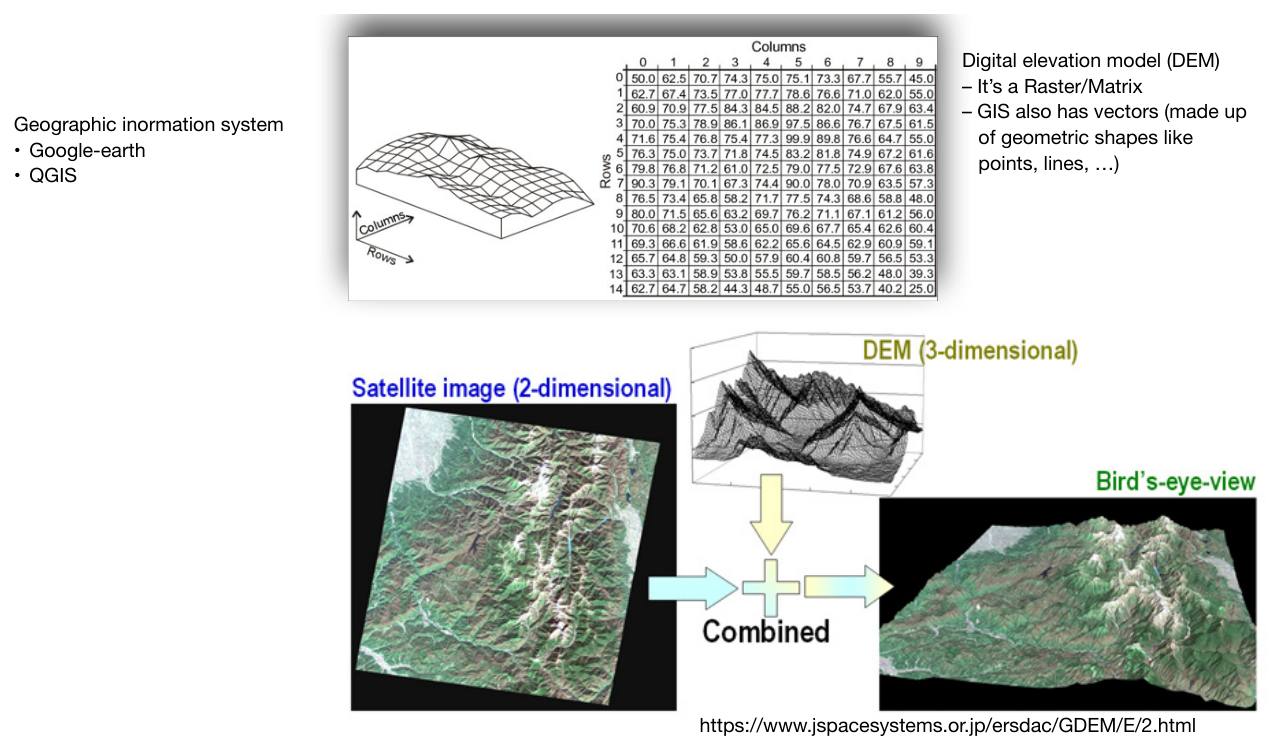 Geographic inormation system
• Google-earth
• QGIS
Columns
0 1 2 3 4 5 6 7 8 9
0 50.0 62.5 70.7 74.3 75.0 75.1 73.3 67.7 55.7 45.0
1 62.7 67.4 73.5 77.0 77.7 78.6 76.6 71.0 62.0 55.0
2 60.9 70.9 77.5 84.3 84.5 88.2 82.0 74.7 67.9 63.4
3 70.0 75.3 78.9 86.1 86.9 97.5 86.6 76.7 67.5 61.5
4 71.6 75.4 76.8 75.4 77.3 99.9 89.8 76.6 64.7 55.0
5 76.3 75.0 73.7 71.8 74.5 83.2 81.8 74.9 67.2 61.6
6 79.8 76.8 71.2 61.0 72.5 79.0 77.5 72.9 67.6 63.8
7 90.3 79.1 70.1 67.3 74.4 90.0 78.0 70.9 63.5 57.3
8 76.5 73.4 65.8 58.2 71.7 77.5 74.3 68.6 58.8 48.0
9 80.0 71.5 65.6 63.2 69.7 76.2 71.1 67.1 61.2 56.0
10 70.6 68.2 62.8 53.0 65.0 69.6 67.7 65.4 62.6 60.4
11 69.3 66.6 61.9 58.6 62.2 65.6 64.5 62.9 60.9 59.1
12 65.7 64.8 59.3 50.0 57.9 60.4 60.8 59.7 56.5 53.3
13 63.3 63.1 58.9 53.8 55.5 59.7 58.5 56.2 48.0 39.3
14 62.7 64.7 58.2 44.3 48.7 55.0 56.5 53.7 40.2 25.0
Rows
Columns
Rows
Digital elevation model (DEM)
– It’s a Raster/Matrix
– GIS also has vectors (made up
of geometric shapes like
points, lines, …)
Satellite image (2-dimensional)
DEM (3-dimensional)
Bird's-eye-view
Combined
https://www.jspacesystems.or.jp/ersdac/GDEM/E/2.html